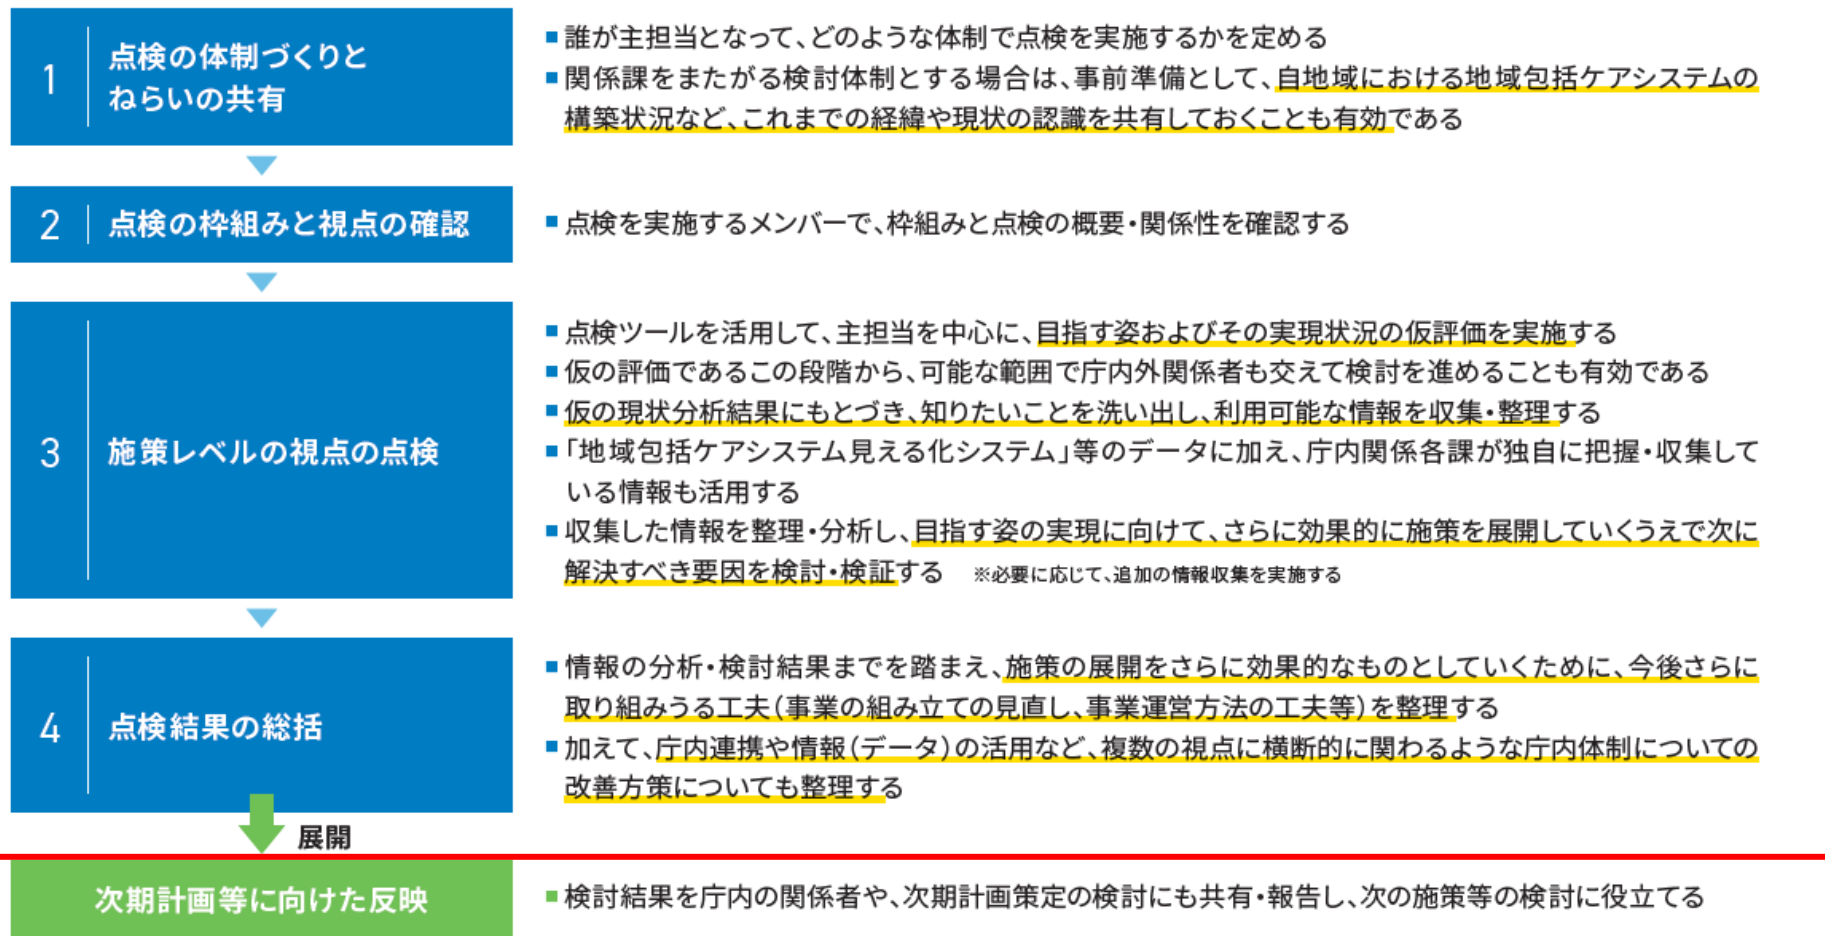 1
点検の体制づくりと
ねらいの共有
■誰が主担当となって、どのような体制で点検を実施するかを定める
■関係課をまたがる検討体制とする場合は、事前準備として、自地域における地域包括ケアシステムの
構築状況など、これまでの経緯や現状の認識を共有しておくことも有効である
2
点検の枠組みと視点の確認
■点検を実施するメンバーで、枠組みと点検の概要・関係性を確認する
3
施策レベルの視点の点検
■点検ツールを活用して、主担当を中心に、目指す姿およびその実現状況の仮評価を実施する
■仮の評価であるこの段階から、可能な範囲で庁内外関係者も交えて検討を進めることも有効である
■仮の現状分析結果にもとづき、知りたいことを洗い出し、利用可能な情報を収集・整理する
■「地域包括ケアシステム見える化システム」等のデータに加え、庁内関係各課が独自に把握・収集して
いる情報も活用する
■収集した情報を整理・分析し、目指す姿の実現に向けて、さらに効果的に施策を展開していくうえで次に
解決すべき要因を検討・検証する ※必要に応じて、追加の情報収集を実施する
4
点検結果の総括
■情報の分析・検討結果までを踏まえ、施策の展開をさらに効果的なものとしていくために、今後さらに
取り組みうる工夫(事業の組み立ての見直し、事業運営方法の工夫等)を整理する
■加えて、庁内連携や情報(データ)の活用など、複数の視点に横断的に関わるような庁内体制についての
改善方策についても整理する
展開
次期計画等に向けた反映
■検討結果を庁内の関係者や、次期計画策定の検討にも共有・報告し、次の施策等の検討に役立てる